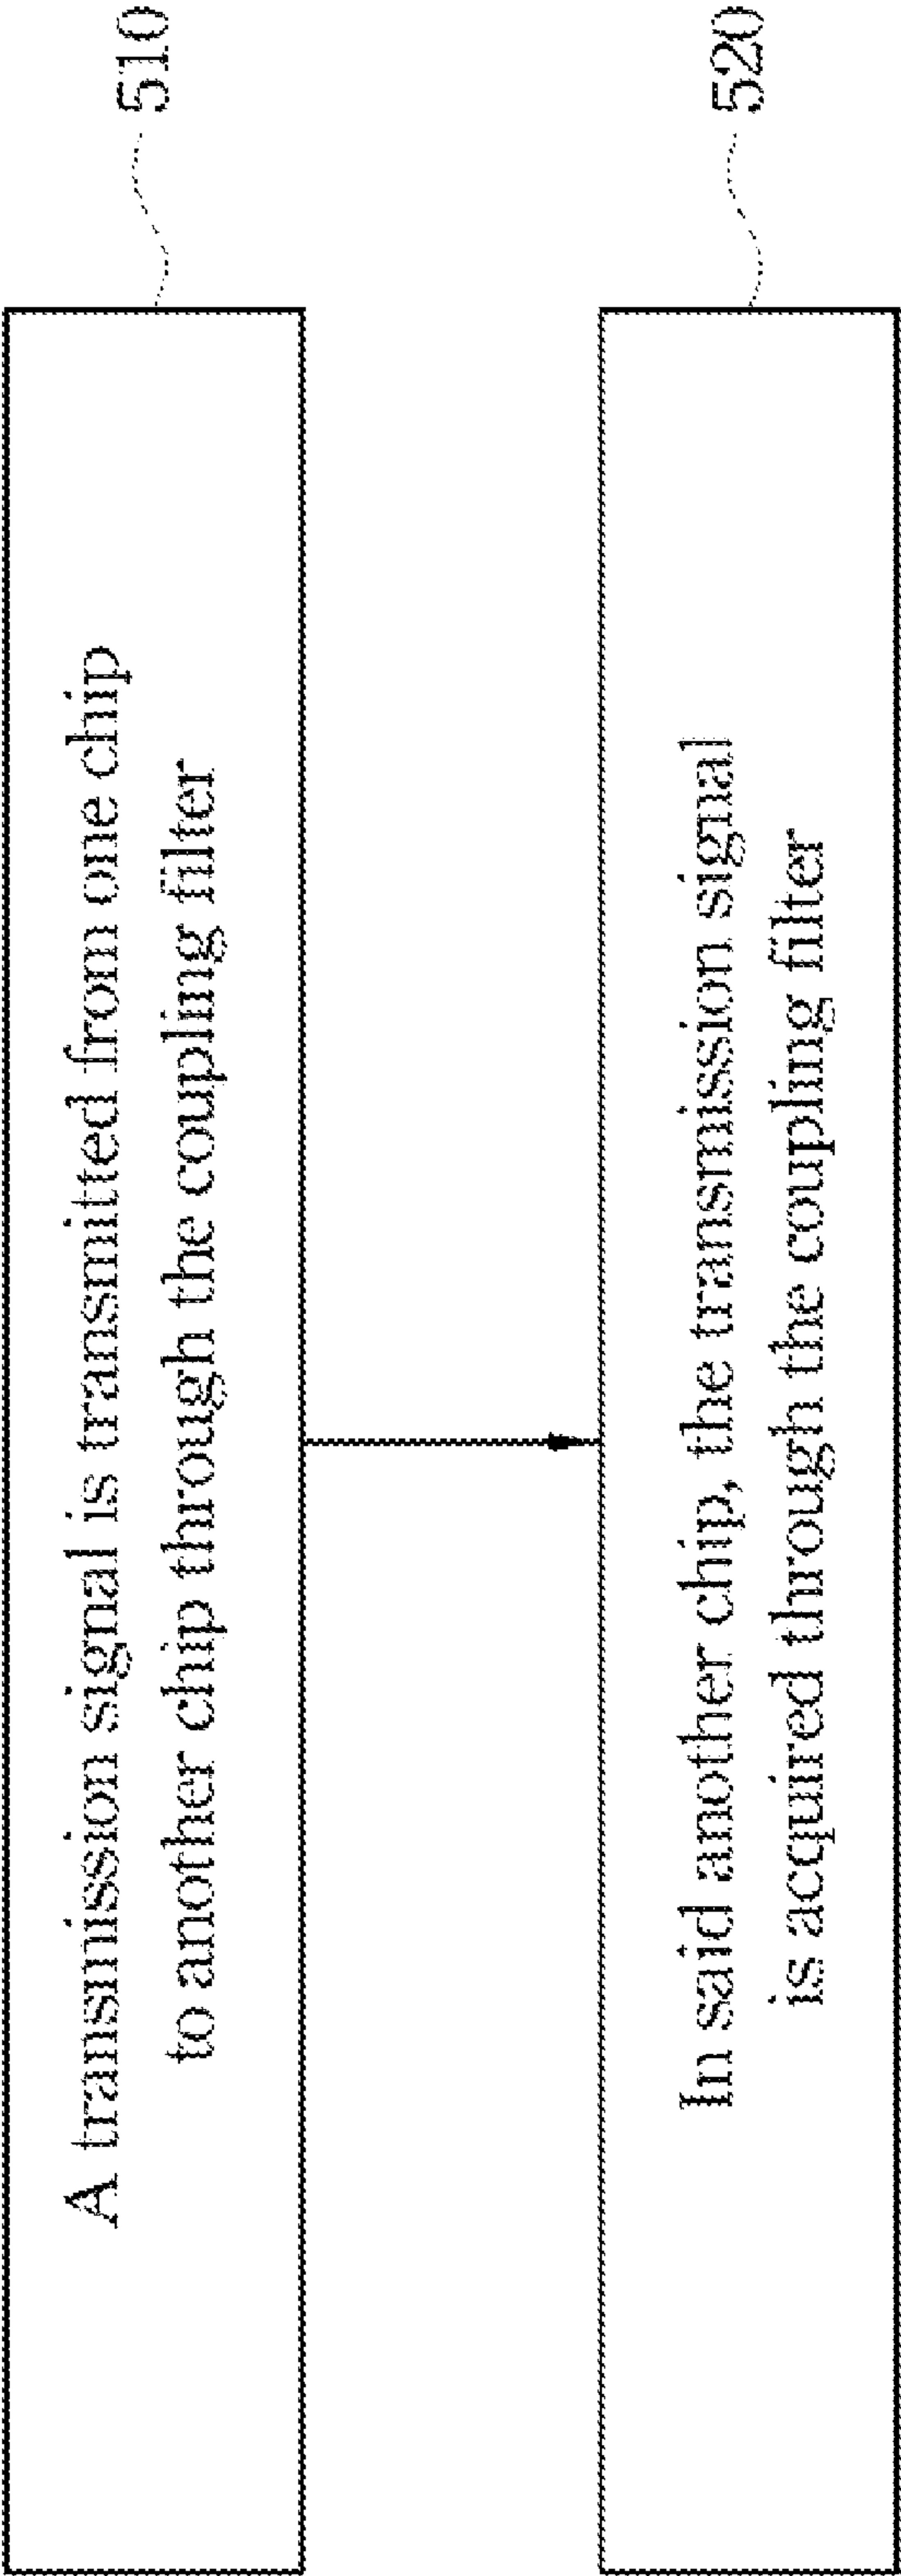 A transmission signal is transmitted from one chip
to another chip through the coupling filter
510
In said another chip, the transmission signal
is acquired through the coupling filter
520